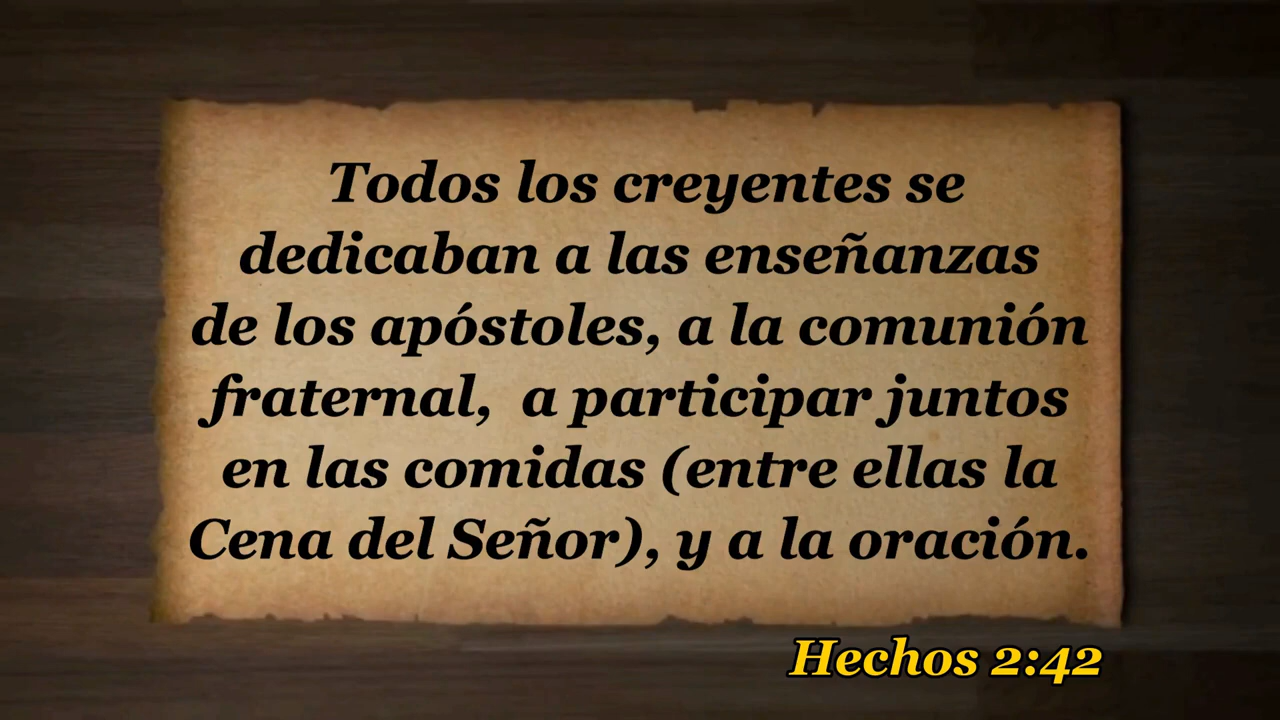 Todos los creyentes se
dedicaban a las enseñanzas
de los apóstoles, a la comunión
fraternal,  a participar juntos
en las comidas (entre ellas la
Cena del Señor), y a la oración.
Hechos 2:42